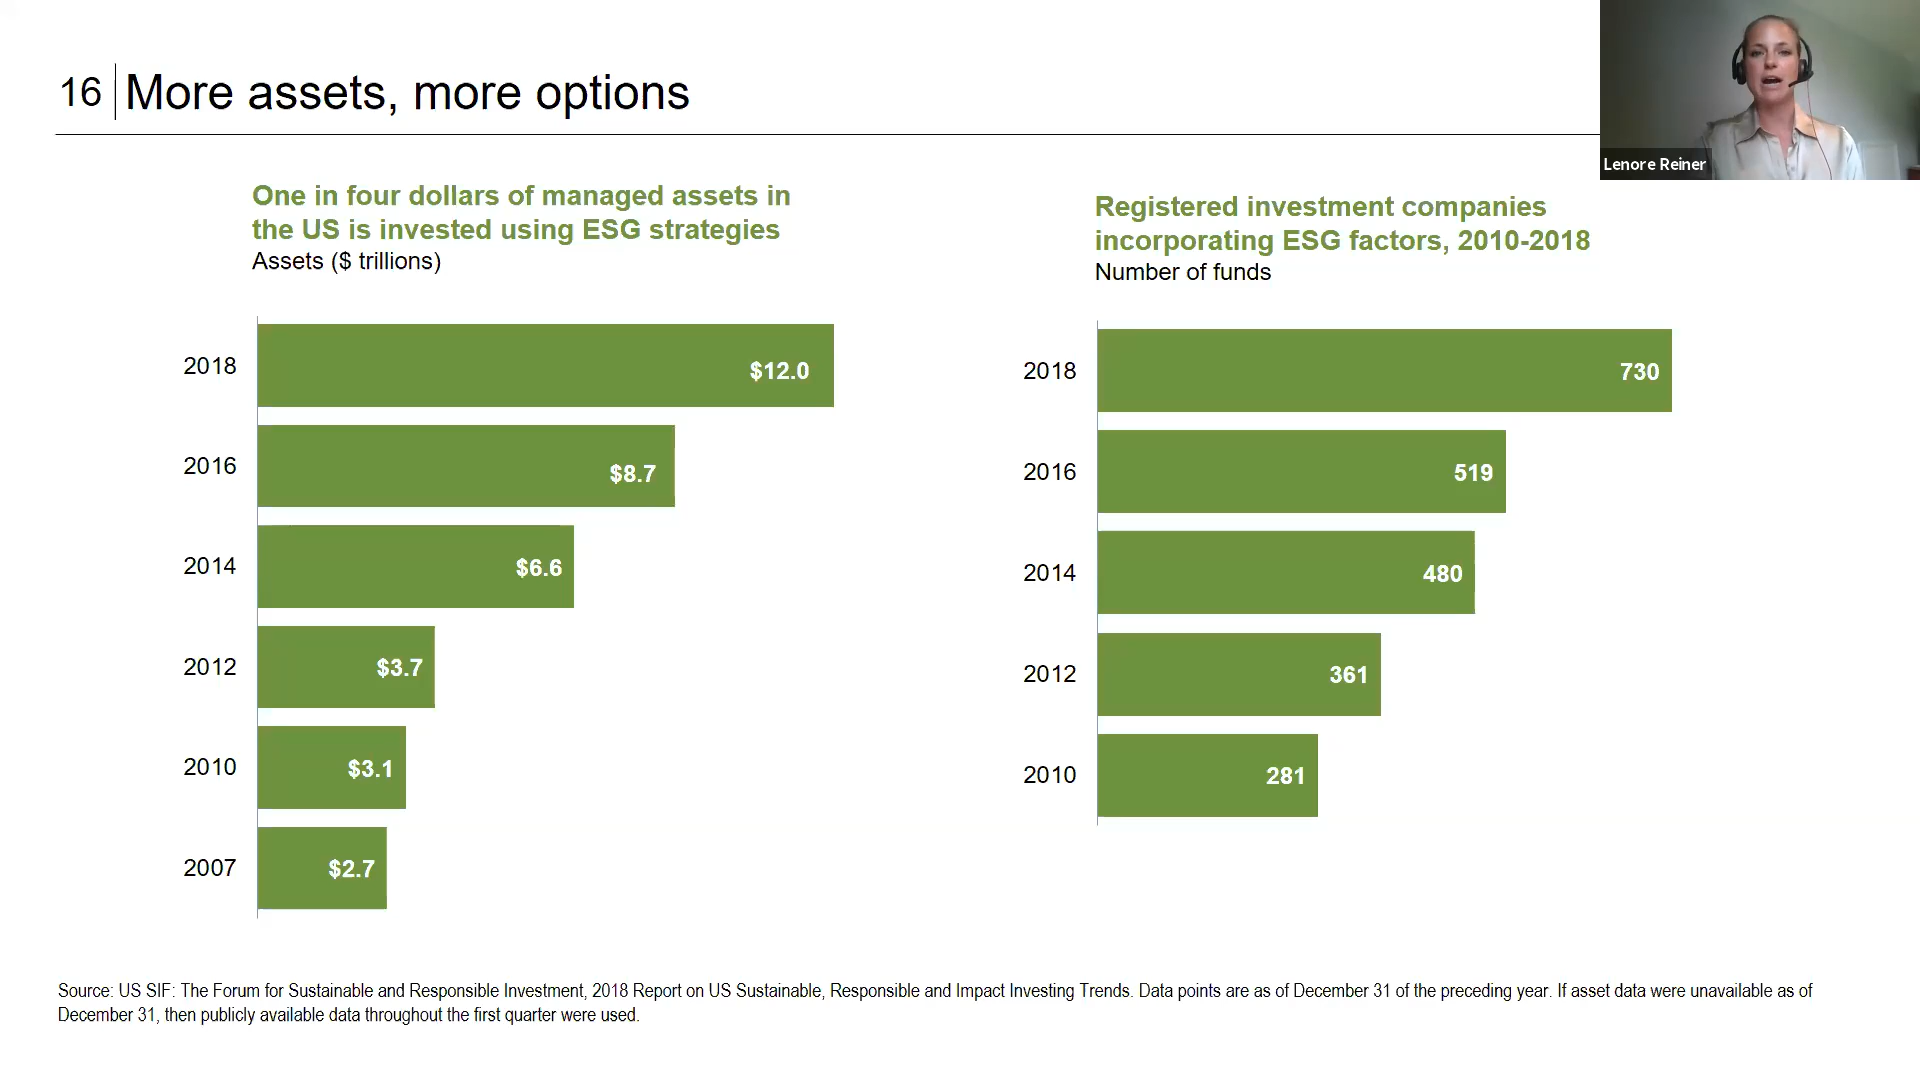 16 More assets, more options
Lenore Reiner
One in four dollars of managed assets in
the US is invested using ESG strategies
Assets ($ trillions)
2018 $12.0
2016 $8.7
2014 $6.6
2012 $3.7
2010 $3.1
2007 $2.7
Registered investment companies
incorporating ESG factors, 2010-2018
Number of funds
2018 730
2016 519
2014 480
2012 361
2010 281
Source: US SIF: The Forum for Sustainable and Responsible Investment, 2018 Report on US Sustainable, Responsible and Impact Investing Trends. Data points are as of December 31 of the preceding year. If asset data were unavailable as of
December 31, then publicly available data throughout the first quarter were used.